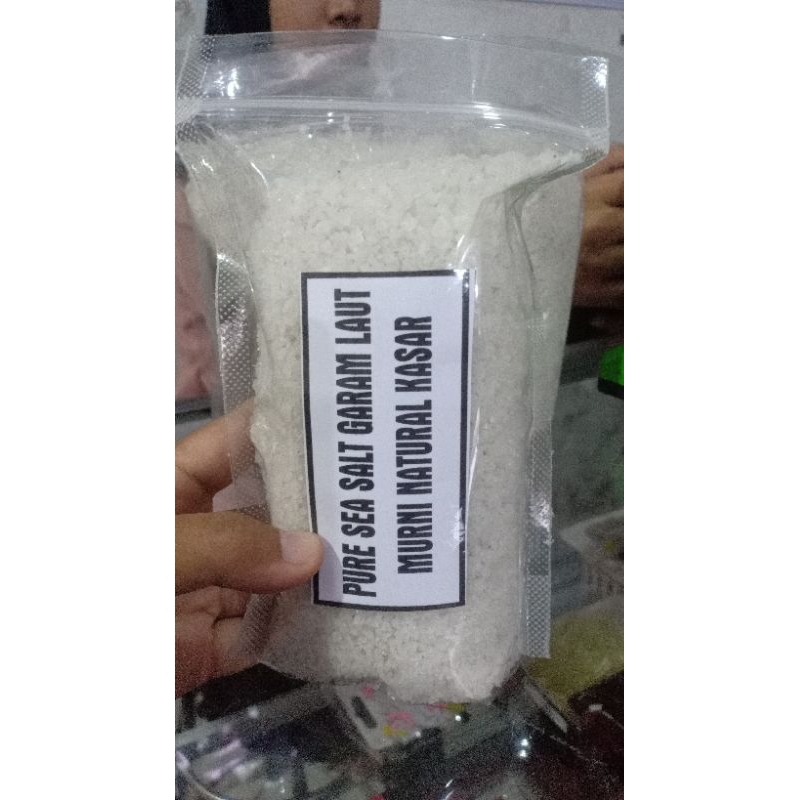 PURE SEA SALT GARAM LAUT
MURNI NATURAL KASAR